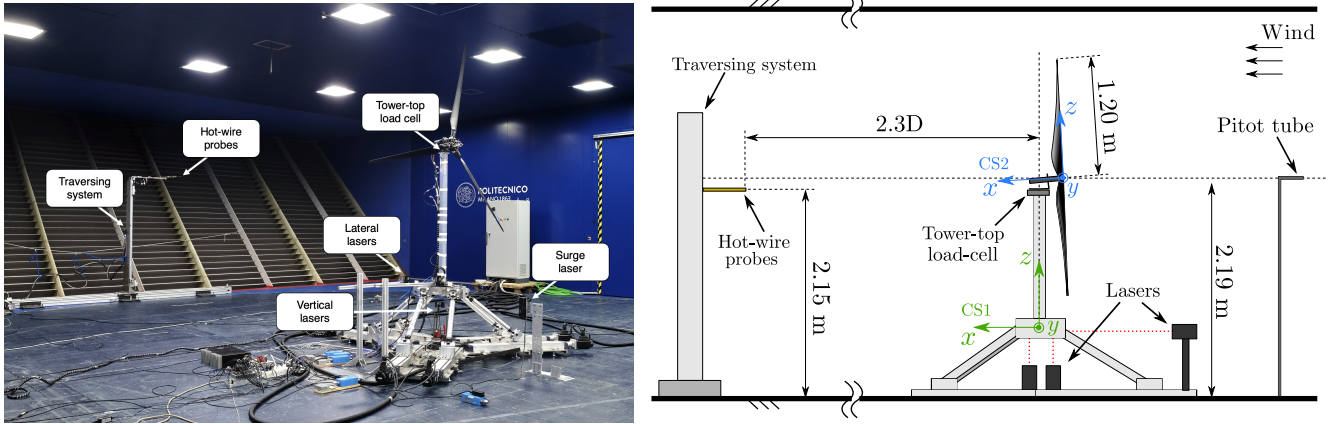 Hot-wire
probes
Traversing
system
Tower-top
load cell
POLITECNICO
MILANO 1863
Lateral
lasers
Surge
laser
Vertical
lasers
Wind
Traversing system
2.3D
1.20 m
Pitot tube
z
CS2
x
y
Hot-wire
probes
Tower-top
load-cell
2.15 m
z
2.19 m
Lasers
CS1
x
y